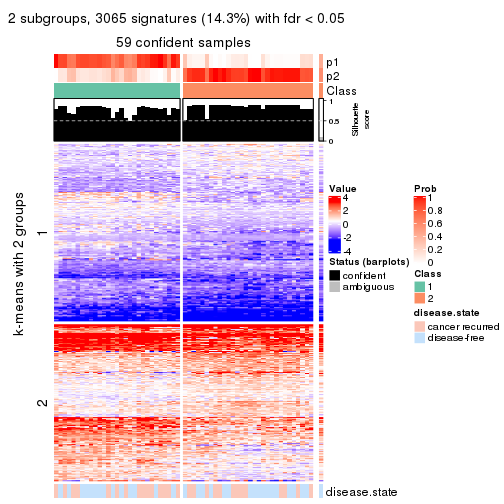 2 subgroups, 3065 signatures (14.3%) with fdr < 0.05
59 confident samples
p1
p2
Class
1
0.5
0
Silhouette
score
k-means with 2 groups
1
2
Value
4
2
0
-2
-4
Status (barplots)
confident
ambiguous
Prob
1
0.8
0.6
0.4
0.2
0
Class
1
2
disease.state
cancer recurred
disease-free
disease.state